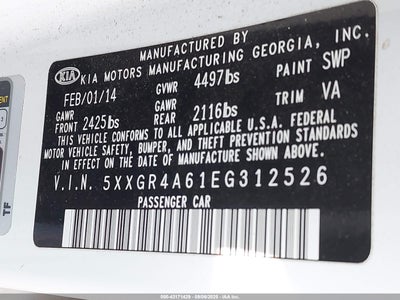 KIA KIA MOTORS MANUFACTURING GEORGIA, INC.
FEB/01/14 GVWR 4497lbs PAINT SWP
GAWR FRONT 2425lbs GAWR REAR 2116lbs TRIM VA
THIS VEHICLE CONFORMS TO ALL APPLICABLE FEDERAL
MOTOR VEHICLE SAFETY, BUMPER, AND THEFT PREVENTION STANDARDS
IN EFFECT ON THE DATE OF MANUFACTURE SHOWN ABOVE.
V.I.N. 5XXGR4A61EG312526
PASSENGER CAR
TF